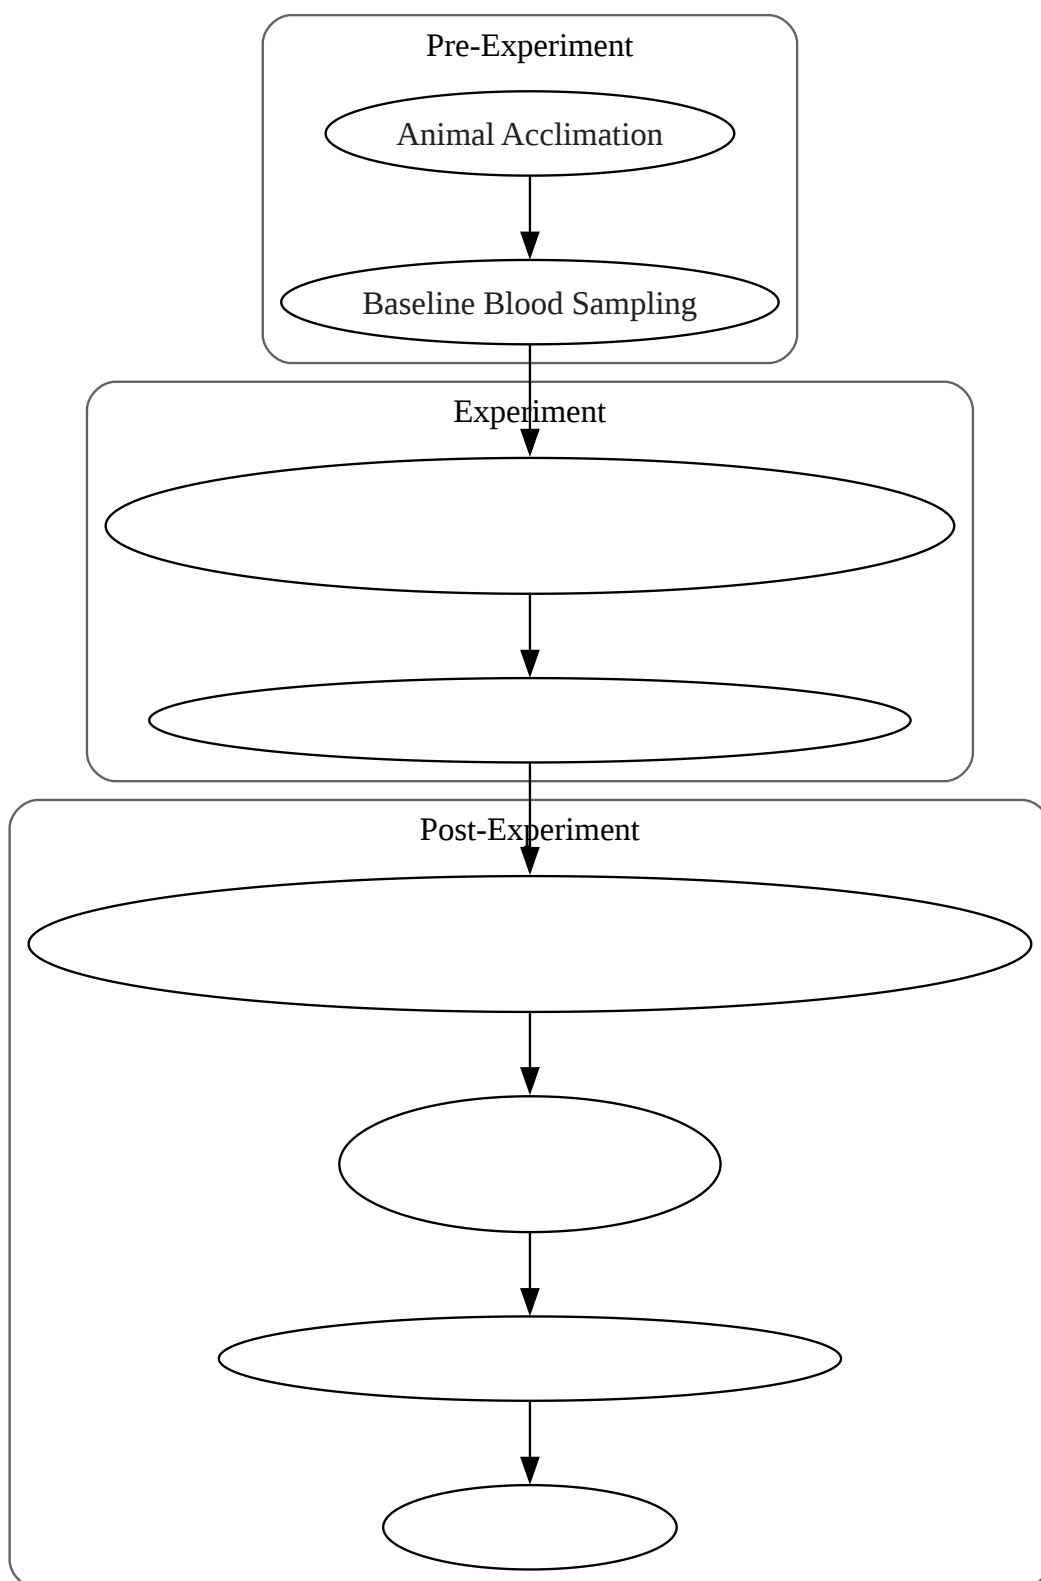 Pre-Experiment
Animal Acclimation
Baseline Blood Sampling
Experiment
Post-Experiment